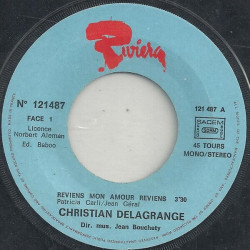 Riviera
N° 121487
121 487 A
FACE 1
Licence
Norbert Aleman
Ed. Baboo
SACEM
45 TOURS
MONO/STEREO
REVIENS MON AMOUR REVIENS 3'30
Patricia Carli/Jean Géral
CHRISTIAN DELAGRANGE
Dir. mus. Jean Bouchety